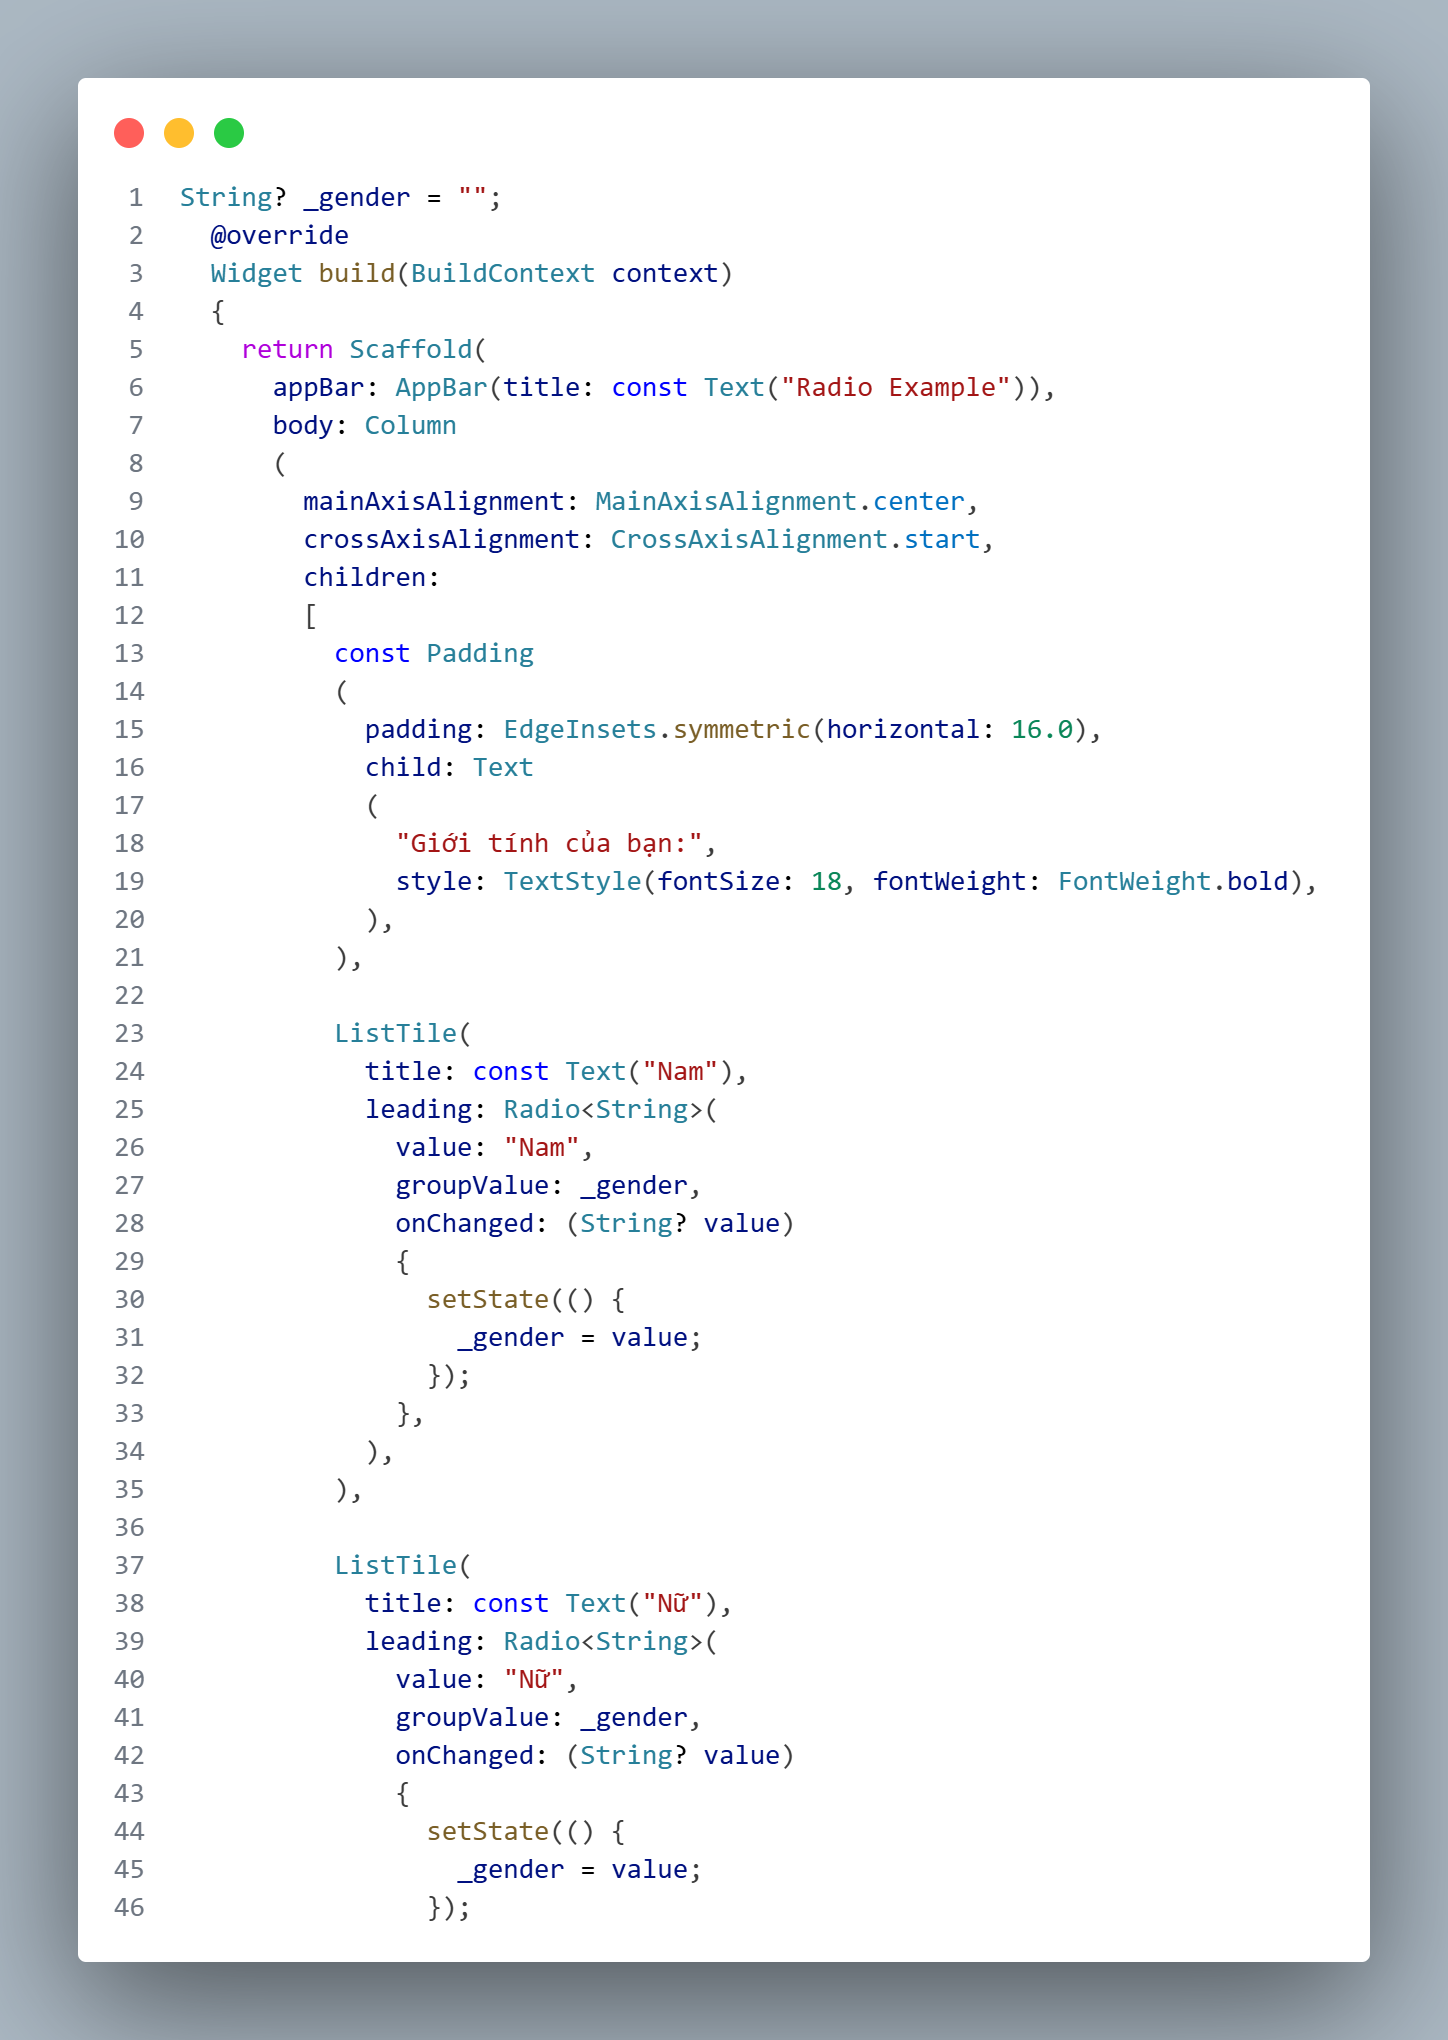 1 String? _gender = "";
2   @override
3   Widget build(BuildContext context)
4   {
5     return Scaffold(
6       appBar: AppBar(title: const Text("Radio Example")),
7       body: Column
8       (
9         mainAxisAlignment: MainAxisAlignment.center,
10         crossAxisAlignment: CrossAxisAlignment.start,
11         children:
12         [
13           const Padding
14           (
15             padding: EdgeInsets.symmetric(horizontal: 16.0),
16             child: Text
17             (
18               "Giới tính của bạn:",
19               style: TextStyle(fontSize: 18, fontWeight: FontWeight.bold),
20             ),
21           ),
22
23           ListTile(
24             title: const Text("Nam"),
25             leading: Radio<String>(
26               value: "Nam",
27               groupValue: _gender,
28               onChanged: (String? value)
29               {
30                 setState(() {
31                   _gender = value;
32                 });
33               },
34             ),
35           ),
36
37           ListTile(
38             title: const Text("Nữ"),
39             leading: Radio<String>(
40               value: "Nữ",
41               groupValue: _gender,
42               onChanged: (String? value)
43               {
44                 setState(() {
45                   _gender = value;
46                 });